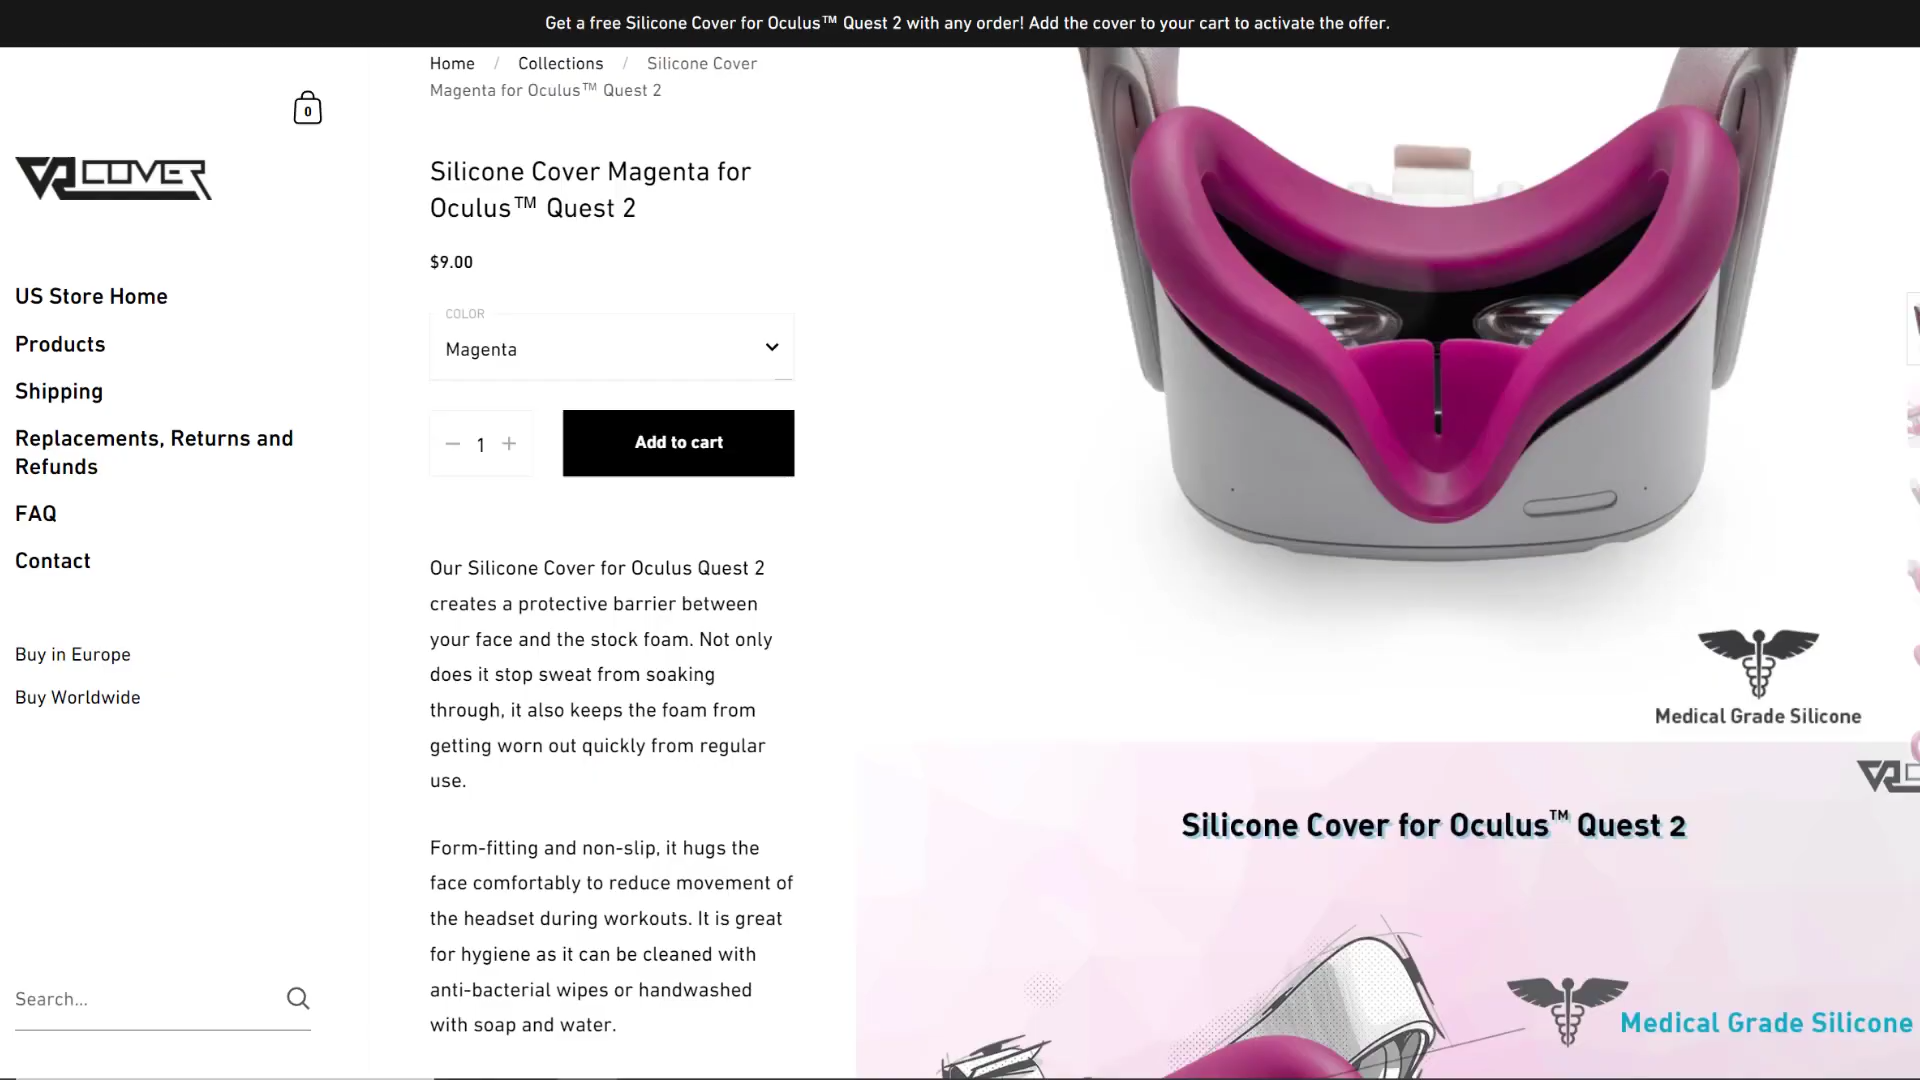 Get a free Silicone Cover for Oculus™ Quest 2 with any order! Add the cover to your cart to activate the offer.
0
VR COVER
US Store Home
Products
Shipping
Replacements, Returns and
Refunds
FAQ
Contact
Buy in Europe
Buy Worldwide
Search...
Home / Collections / Silicone Cover
Magenta for Oculus™ Quest 2
Silicone Cover Magenta for
Oculus™ Quest 2
$9.00
COLOR
Magenta
1
Add to cart
Our Silicone Cover for Oculus Quest 2
creates a protective barrier between
your face and the stock foam. Not only
does it stop sweat from soaking
through, it also keeps the foam from
getting worn out quickly from regular
use.
Form-fitting and non-slip, it hugs the
face comfortably to reduce movement of
the headset during workouts. It is great
for hygiene as it can be cleaned with
anti-bacterial wipes or handwashed
with soap and water.
Medical Grade Silicone
VR
Silicone Cover for Oculus™ Quest 2
Medical Grade Silicone